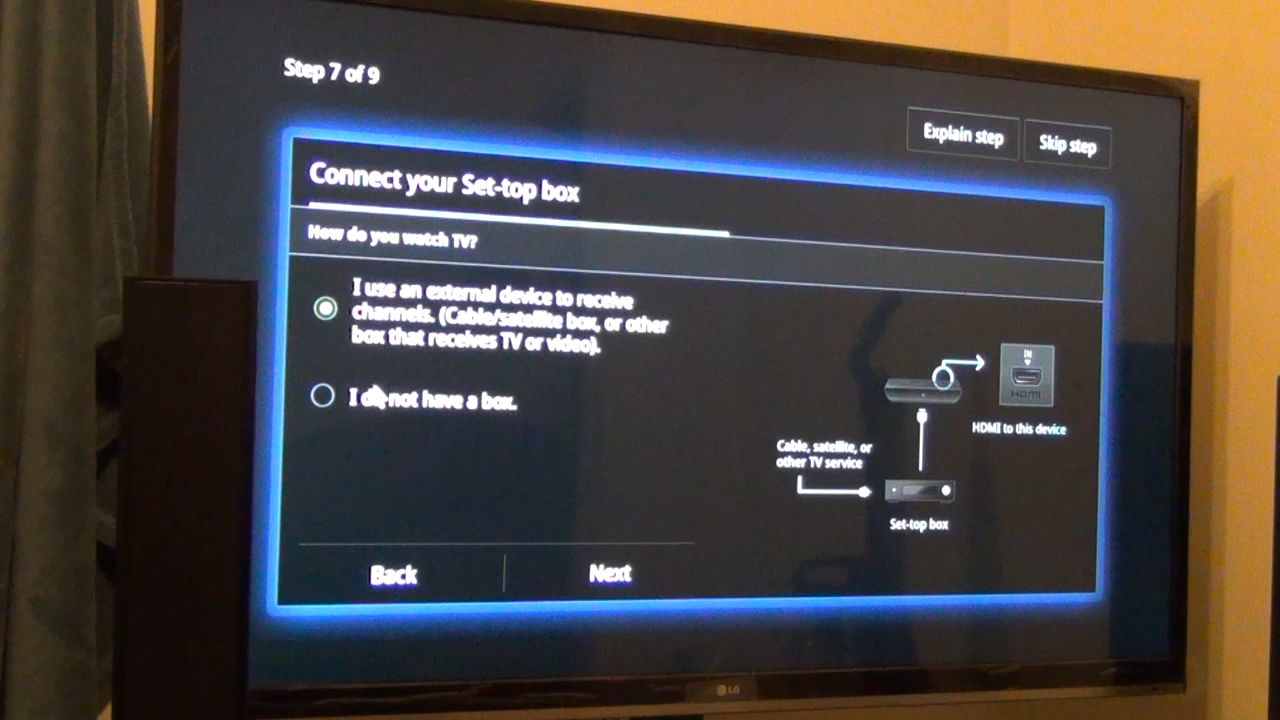 Step 7 of 9
Explain step
Skip step
Connect your Set-top box
How do you watch TV?
I use an external device to receive
channels. (Cable/satellite box, or other
box that receives TV or video).
I do not have a box.
IN
HDMI
HDMI to this device
Cable, satellite, or
other TV service
Set-top box
Back
Next
LG